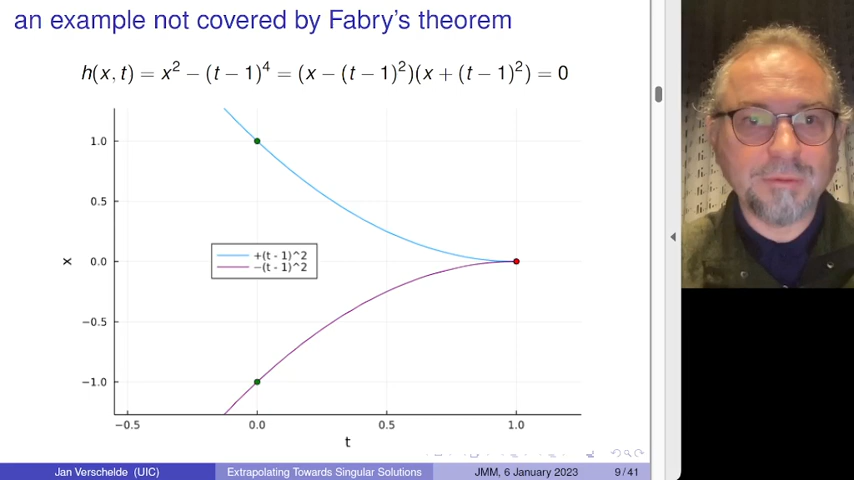 an example not covered by Fabry's theorem
h(x, t) = x² − (t − 1)⁴ = (x − (t − 1)²)(x + (t − 1)²) = 0
1.0
0.5
x
0.0
−0.5
−1.0
+(t - 1)^2
−(t - 1)^2
−0.5
0.0
0.5
1.0
t
Jan Verschelde (UIC)
Extrapolating Towards Singular Solutions
JMM, 6 January 2023
9 / 41